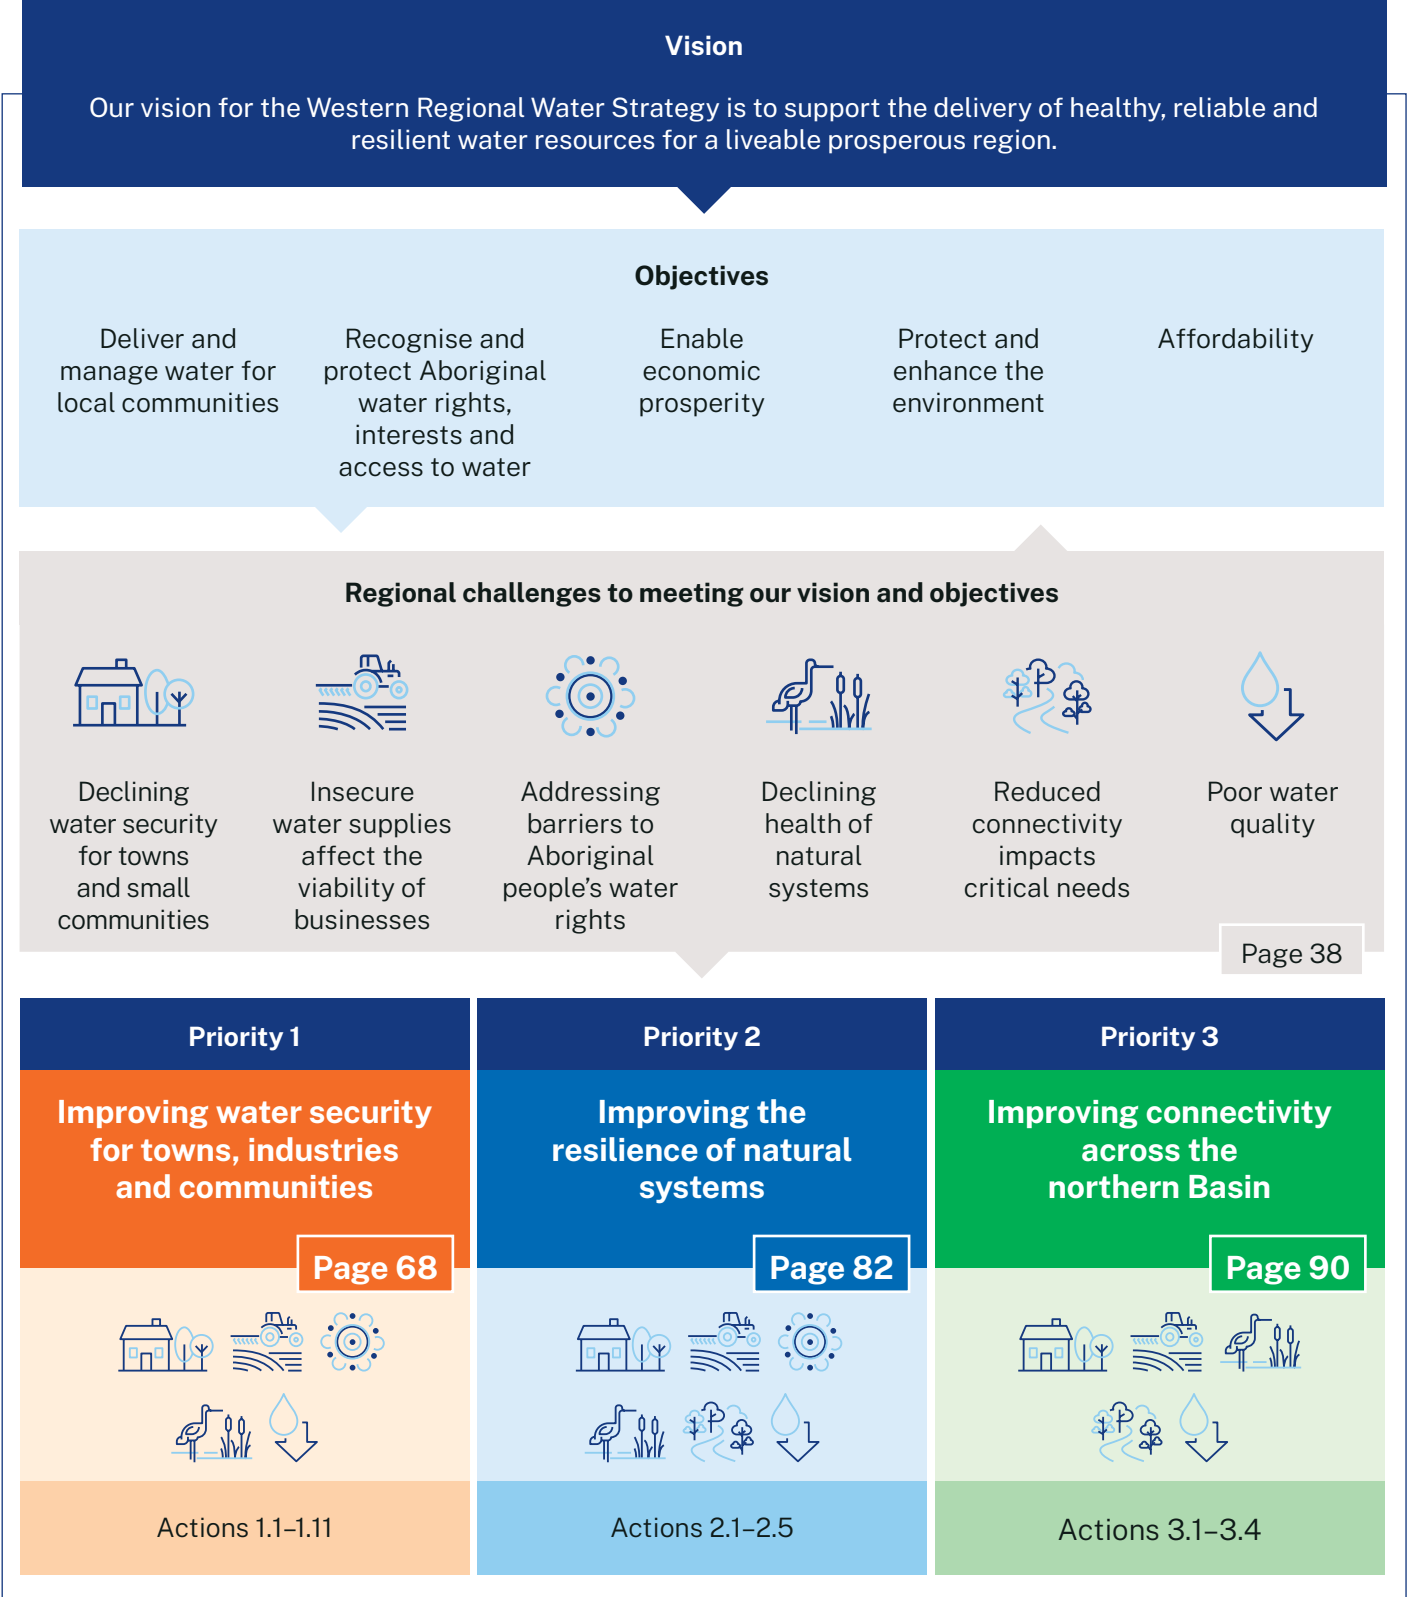 Vision
Our vision for the Western Regional Water Strategy is to support the delivery of healthy, reliable and
resilient water resources for a liveable prosperous region.
Objectives
Deliver and
manage water for
local communities
Recognise and
protect Aboriginal
water rights,
interests and
access to water
Enable
economic
prosperity
Protect and
enhance the
environment
Affordability
Regional challenges to meeting our vision and objectives
Declining
water security
for towns
and small
communities
Insecure
water supplies
affect the
viability of
businesses
Addressing
barriers to
Aboriginal
people’s water
rights
Declining
health of
natural
systems
Reduced
connectivity
impacts
critical needs
Poor water
quality
Page 38
Priority 1
Improving water security
for towns, industries
and communities
Page 68
Actions 1.1–1.11
Priority 2
Improving the
resilience of natural
systems
Page 82
Actions 2.1–2.5
Priority 3
Improving connectivity
across the
northern Basin
Page 90
Actions 3.1–3.4